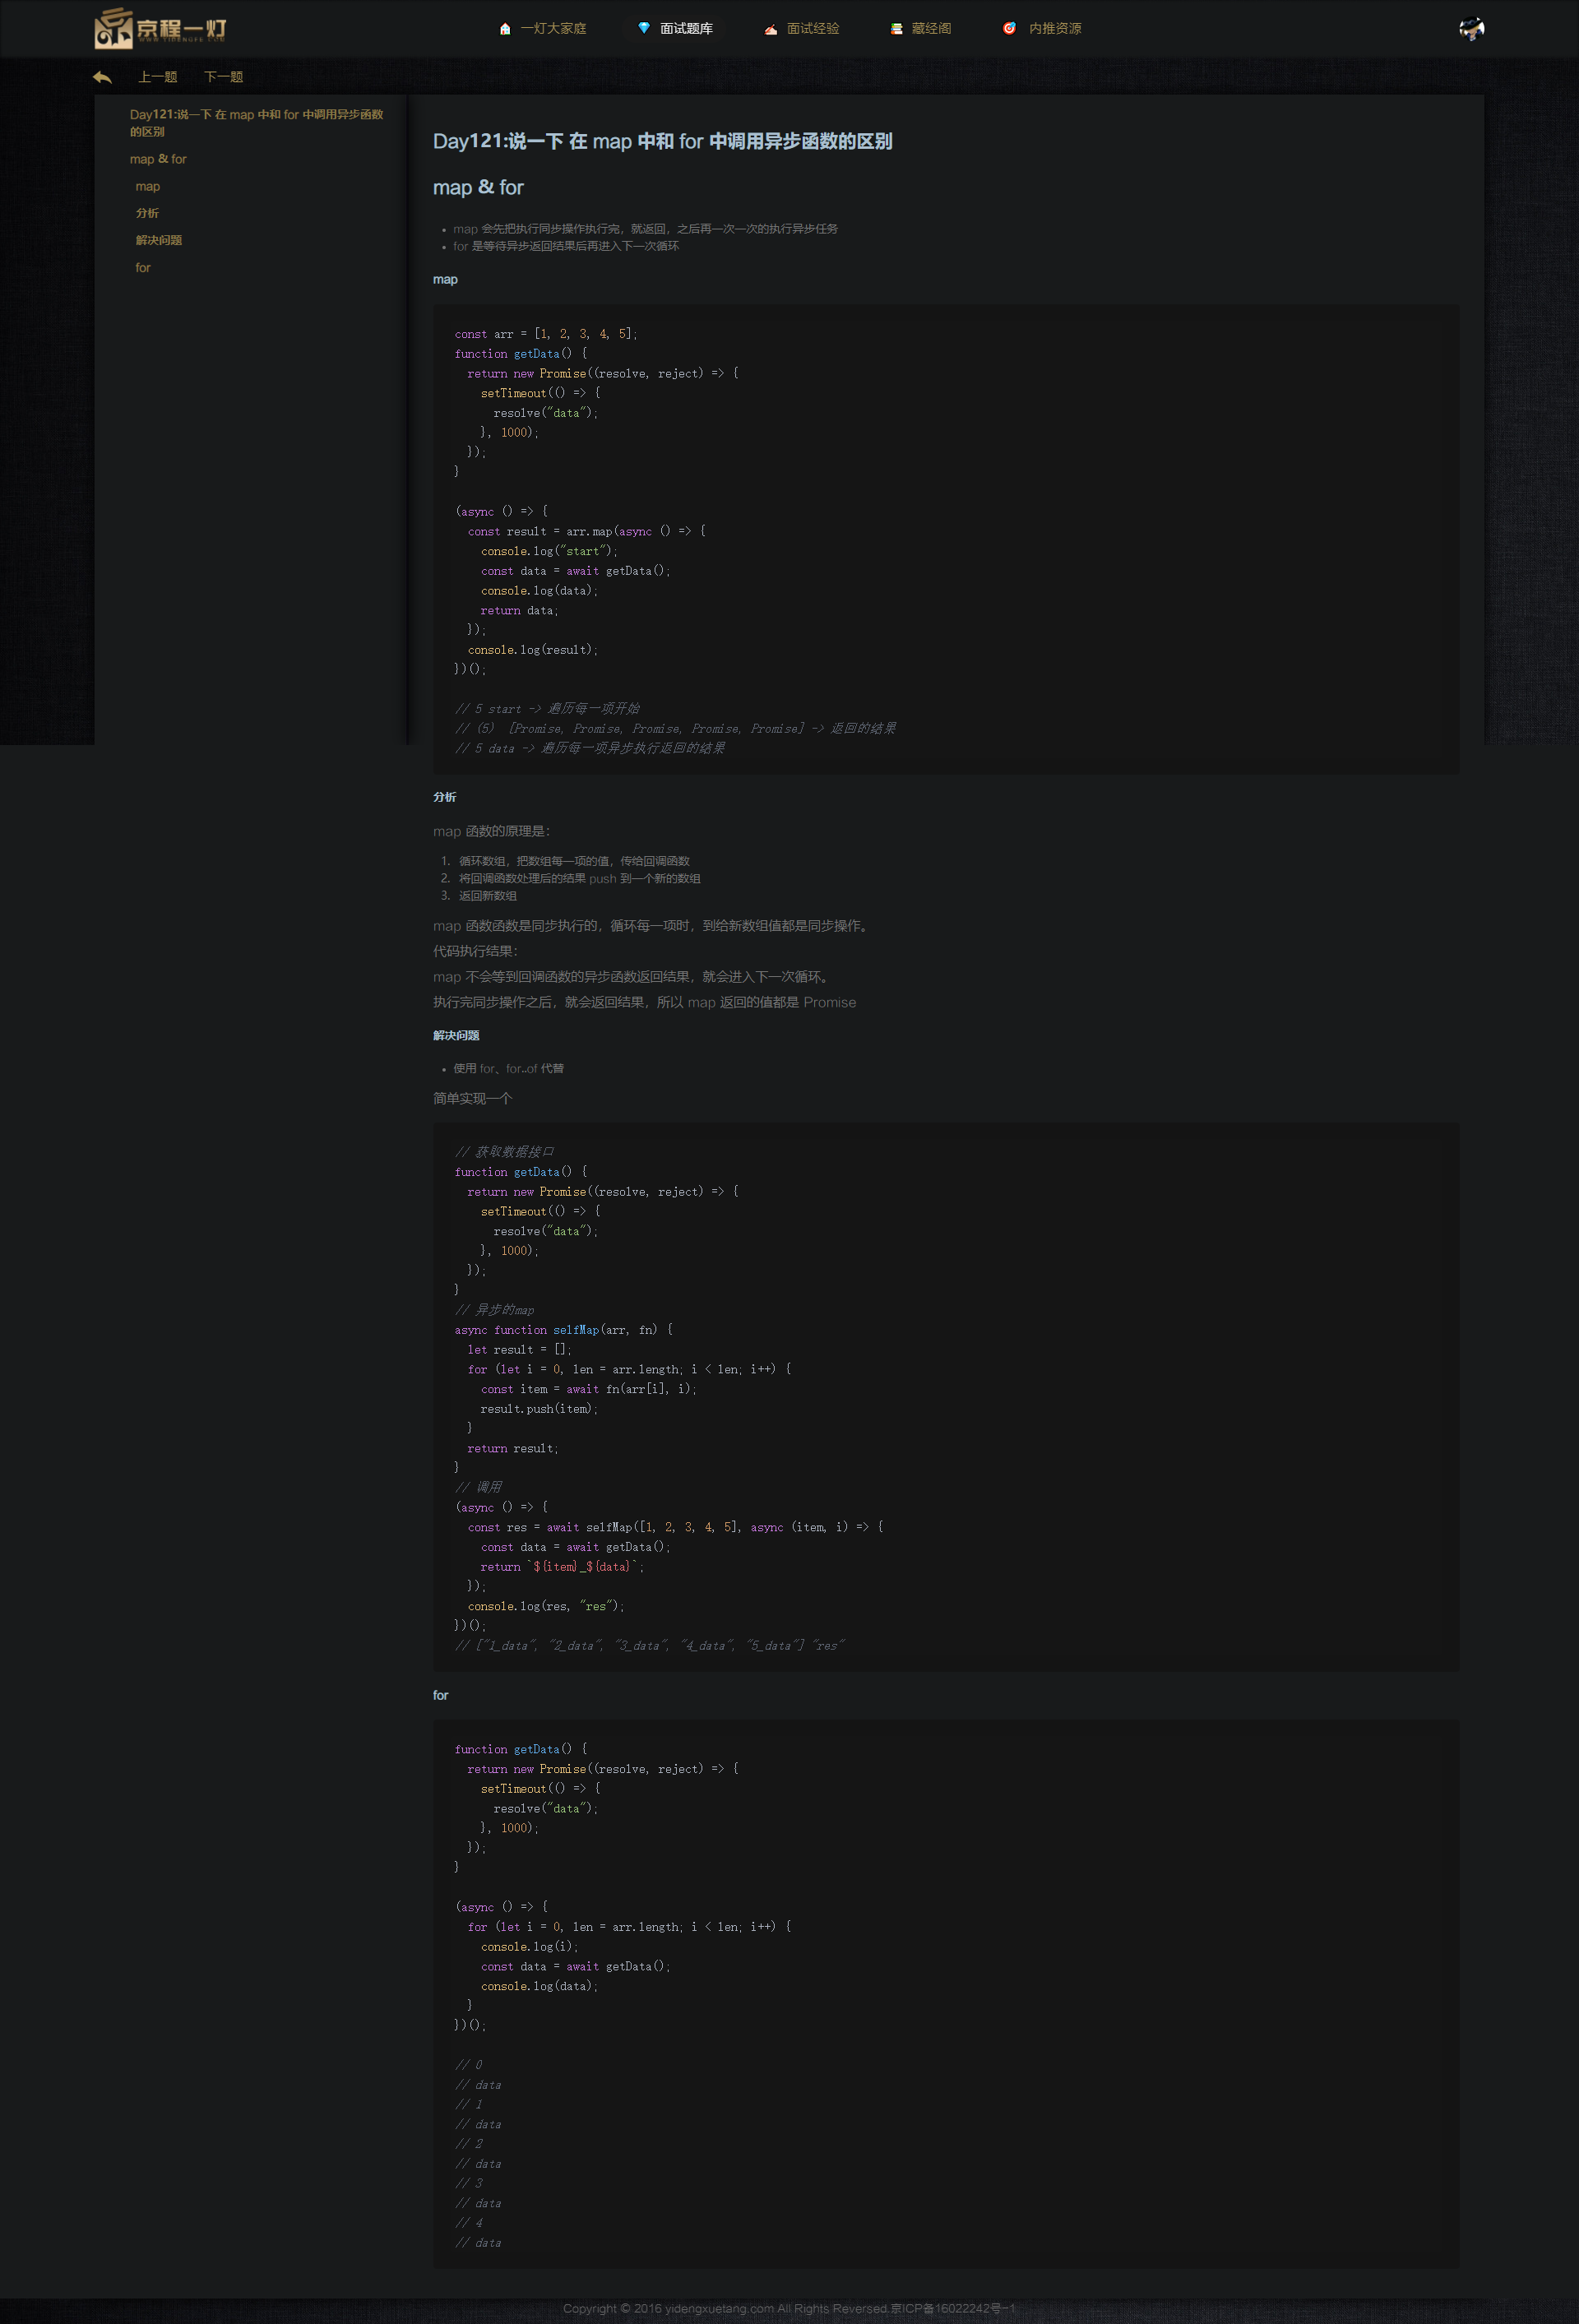 京程一灯
WWW.YIDENGFE.COM
一灯大家庭
面试题库
面试经验
藏经阁
内推资源
上一题
下一题
Day121:说一下 在 map 中和 for 中调用异步函数
的区别
map & for
map
分析
解决问题
for
Day121:说一下 在 map 中和 for 中调用异步函数的区别
map & for
• map 会先把执行同步操作执行完，就返回，之后再一次一次的执行异步任务
• for 是等待异步返回结果后再进入下一次循环
map
const arr = [1, 2, 3, 4, 5];
function getData() {
  return new Promise((resolve, reject) => {
    setTimeout(() => {
      resolve("data");
    }, 1000);
  });
}

(async () => {
  const result = arr.map(async () => {
    console.log("start");
    const data = await getData();
    console.log(data);
    return data;
  });
  console.log(result);
})();

// 5 start -> 遍历每一项开始
// (5) [Promise, Promise, Promise, Promise, Promise] -> 返回的结果
// 5 data -> 遍历每一项异步执行返回的结果
分析
map 函数的原理是：
1. 循环数组，把数组每一项的值，传给回调函数
2. 将回调函数处理后的结果 push 到一个新的数组
3. 返回新数组
map 函数函数是同步执行的，循环每一项时，到给新数组值都是同步操作。
代码执行结果：
map 不会等到回调函数的异步函数返回结果，就会进入下一次循环。
执行完同步操作之后，就会返回结果，所以 map 返回的值都是 Promise
解决问题
• 使用 for、for..of 代替
简单实现一个
// 获取数据接口
function getData() {
  return new Promise((resolve, reject) => {
    setTimeout(() => {
      resolve("data");
    }, 1000);
  });
}
// 异步的map
async function selfMap(arr, fn) {
  let result = [];
  for (let i = 0, len = arr.length; i < len; i++) {
    const item = await fn(arr[i], i);
    result.push(item);
  }
  return result;
}
// 调用
(async () => {
  const res = await selfMap([1, 2, 3, 4, 5], async (item, i) => {
    const data = await getData();
    return `${item}_${data}`;
  });
  console.log(res, "res");
})();
// ["1_data", "2_data", "3_data", "4_data", "5_data"] "res"
for
function getData() {
  return new Promise((resolve, reject) => {
    setTimeout(() => {
      resolve("data");
    }, 1000);
  });
}

(async () => {
  for (let i = 0, len = arr.length; i < len; i++) {
    console.log(i);
    const data = await getData();
    console.log(data);
  }
})();

// 0
// data
// 1
// data
// 2
// data
// 3
// data
// 4
// data
Copyright © 2016 yidengxuetang.com All Rights Reversed.京ICP备16022242号-1